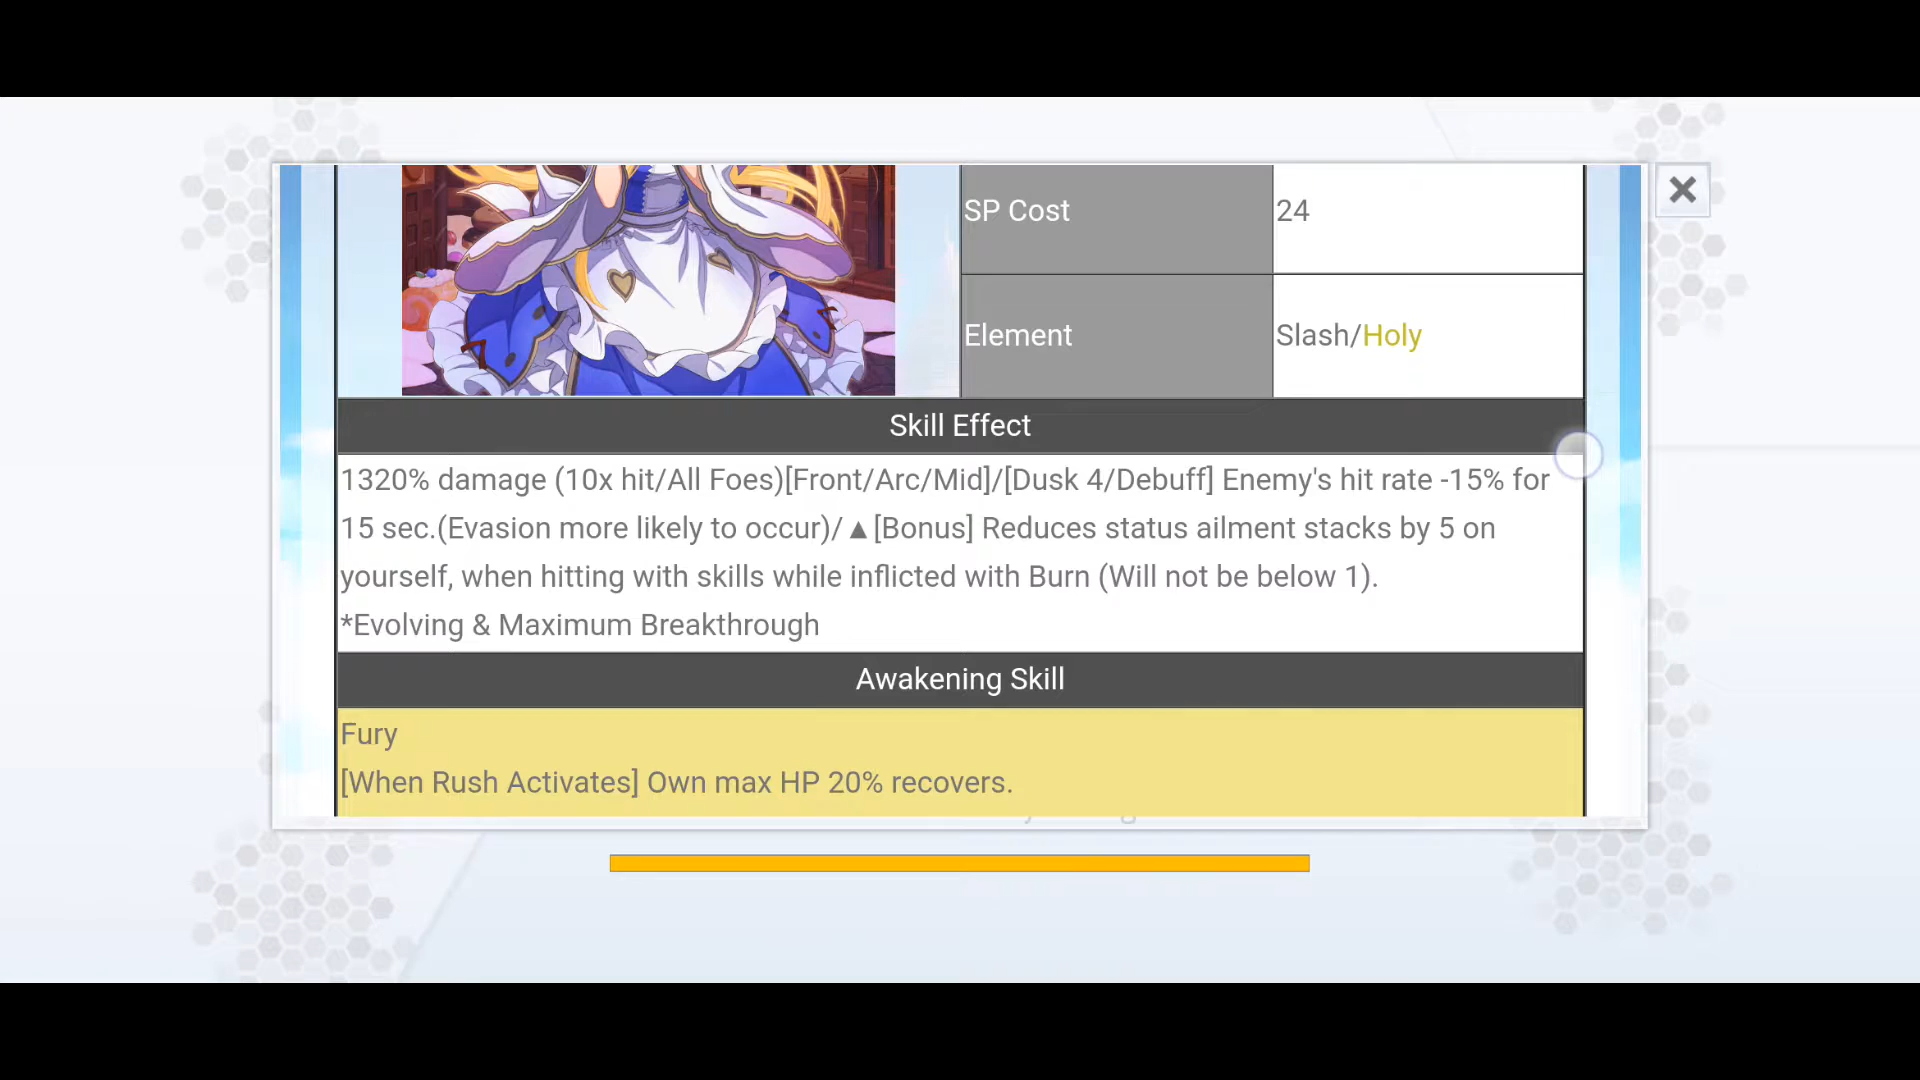 SP Cost 24
Element Slash/Holy
Skill Effect
1320% damage (10x hit/All Foes)[Front/Arc/Mid]/[Dusk 4/Debuff] Enemy's hit rate -15% for
15 sec.(Evasion more likely to occur)/▲[Bonus] Reduces status ailment stacks by 5 on
yourself, when hitting with skills while inflicted with Burn (Will not be below 1).
*Evolving & Maximum Breakthrough
Awakening Skill
Fury
[When Rush Activates] Own max HP 20% recovers.